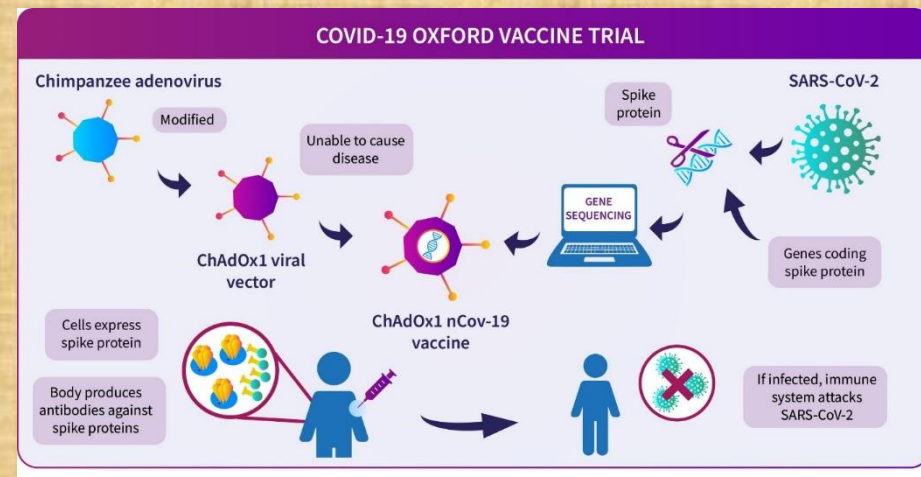 COVID-19 OXFORD VACCINE TRIAL
Chimpanzee adenovirus
Modified
Unable to cause
disease
ChAdOx1 viral
vector
ChAdOx1 nCov-19
vaccine
SARS-CoV-2
Spike
protein
GENE
SEQUENCING
Genes coding
spike protein
Cells express
spike protein
Body produces
antibodies against
spike proteins
If infected, immune
system attacks
SARS-CoV-2